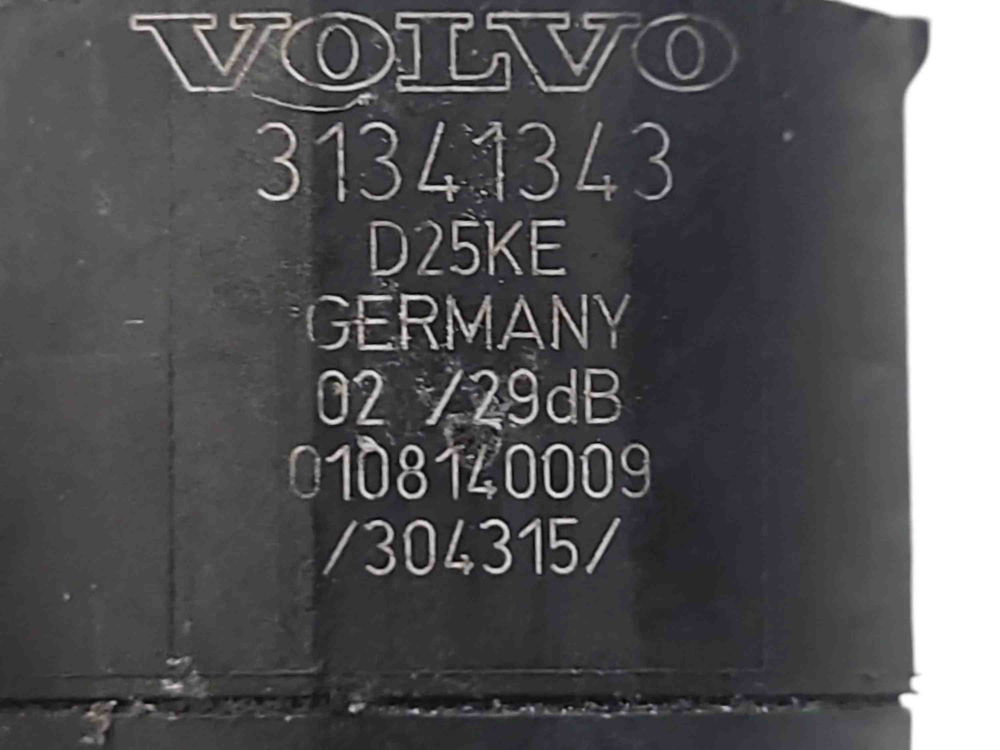 VOLVO
31341343
D25KE
GERMANY
02 /29dB
0108140009
/304315/